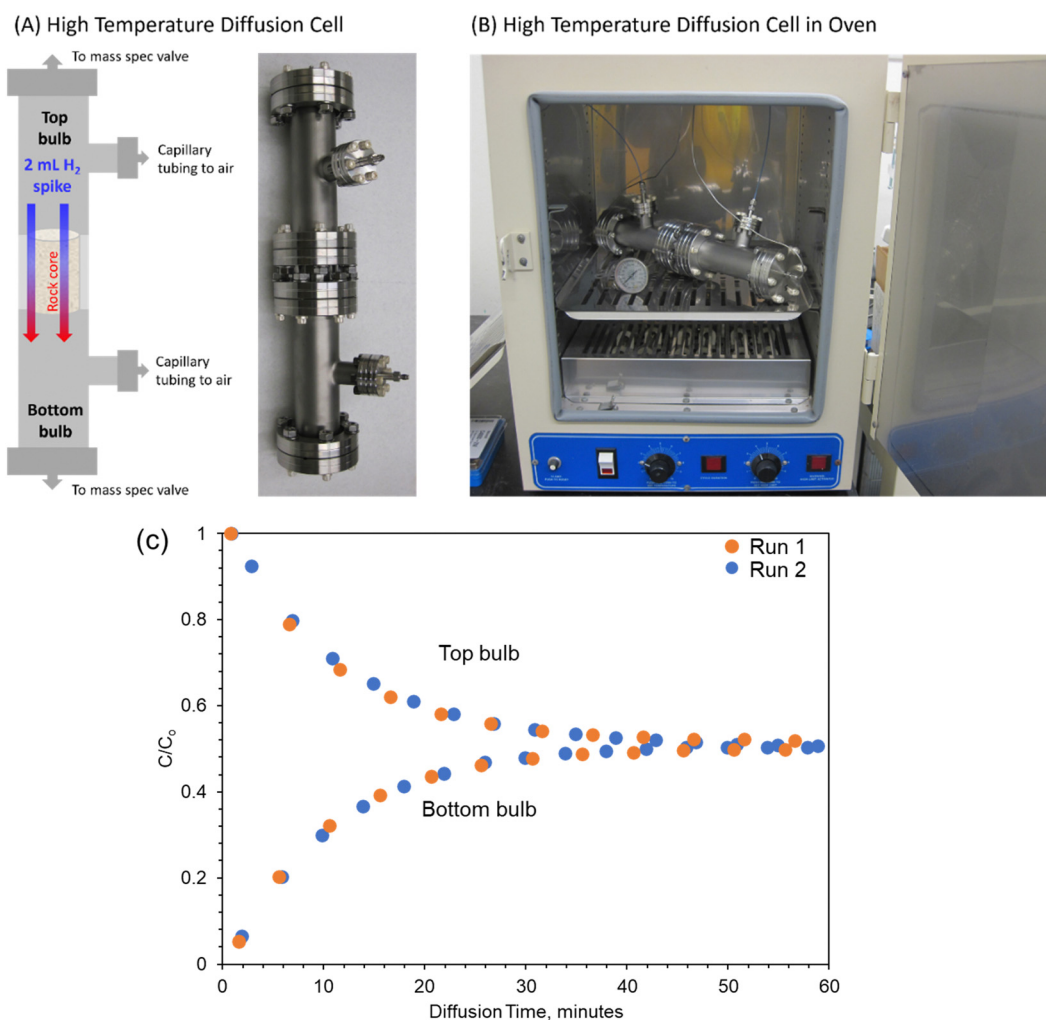 (A) High Temperature Diffusion Cell
(B) High Temperature Diffusion Cell in Oven
To mass spec valve
Top
bulb
2 mL H₂
spike
Capillary
tubing to air
Rock core
Capillary
tubing to air
Bottom
bulb
To mass spec valve
(c)
Run 1
Run 2
1
0.8
0.6
0.4
0.2
0
C/Cₒ
Top bulb
Bottom bulb
0 10 20 30 40 50 60
Diffusion Time, minutes